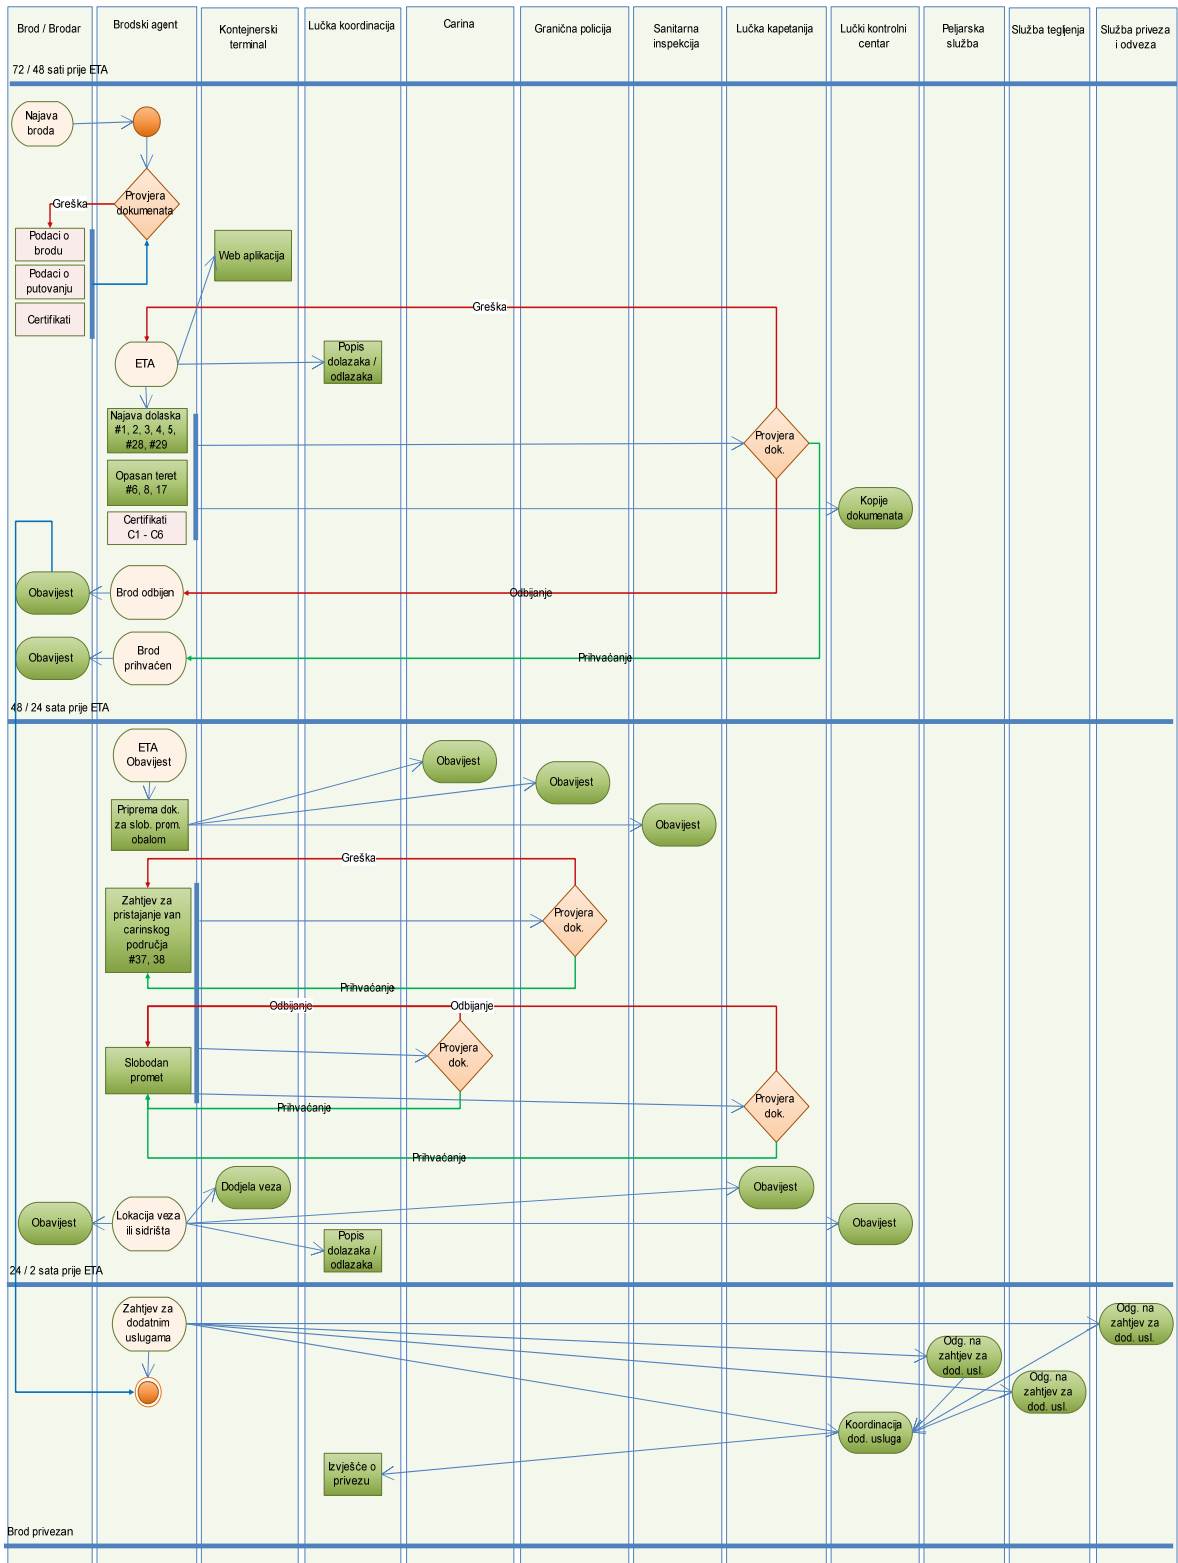 Brod / Brodar
Brodski agent
Kontejnerski
terminal
Lučka koordinacija
Carina
Granična policija
Sanitarna
inspekcija
Lučka kapetanija
Lučki kontrolni
centar
Peljarska
služba
Služba tegljenja
Služba priveza
i odveza
72 / 48 sati prije ETA
Najava
broda
Provjera
dokumenata
Greška
Podaci o
brodu
Podaci o
putovanju
Certifikati
Web aplikacija
Greška
ETA
Popis
dolazaka /
odlazaka
Najava dolaska
#1, 2, 3, 4, 5,
#28, #29
Provjera
dok.
Opasan teret
#6, 8, 17
Kopije
dokumenata
Certifikati
C1 - C6
Obavijest
Brod odbijen
Odbijanje
Obavijest
Brod
prihvaćen
Prihvaćanje
48 / 24 sata prije ETA
ETA
Obavijest
Obavijest
Obavijest
Priprema dok.
za slob. prom.
obalom
Obavijest
Greška
Zahtjev za
pristajanje van
carinskog
područja
#37, 38
Provjera
dok.
Prihvaćanje
Odbijanje
Odbijanje
Provjera
dok.
Slobodan
promet
Provjera
dok.
Prihvaćanje
Prihvaćanje
Dodjela veza
Obavijest
Obavijest
Lokacija veza
ili sidrišta
Obavijest
Popis
dolazaka /
odlazaka
24 / 2 sata prije ETA
Zahtjev za
dodatnim
uslugama
Odg. na
zahtjev za
dod. usl.
Odg. na
zahtjev za
dod. usl.
Odg. na
zahtjev za
dod. usl.
Koordinacija
dod. usluga
Izvješće o
privezu
Brod privezan